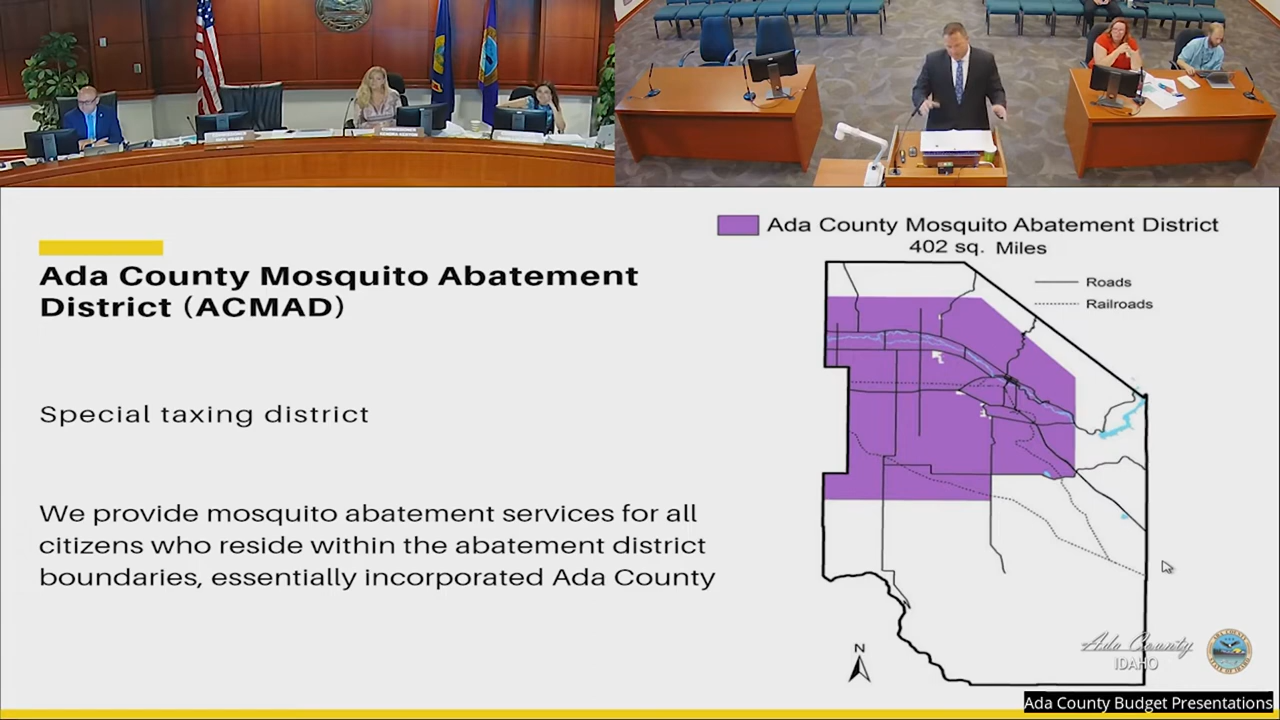 Ada County Mosquito Abatement
District (ACMAD)
Special taxing district
We provide mosquito abatement services for all
citizens who reside within the abatement district
boundaries, essentially incorporated Ada County
Ada County Mosquito Abatement District
402 sq. Miles
Roads
Railroads
N
Ada County
IDAHO
Ada County Budget Presentations